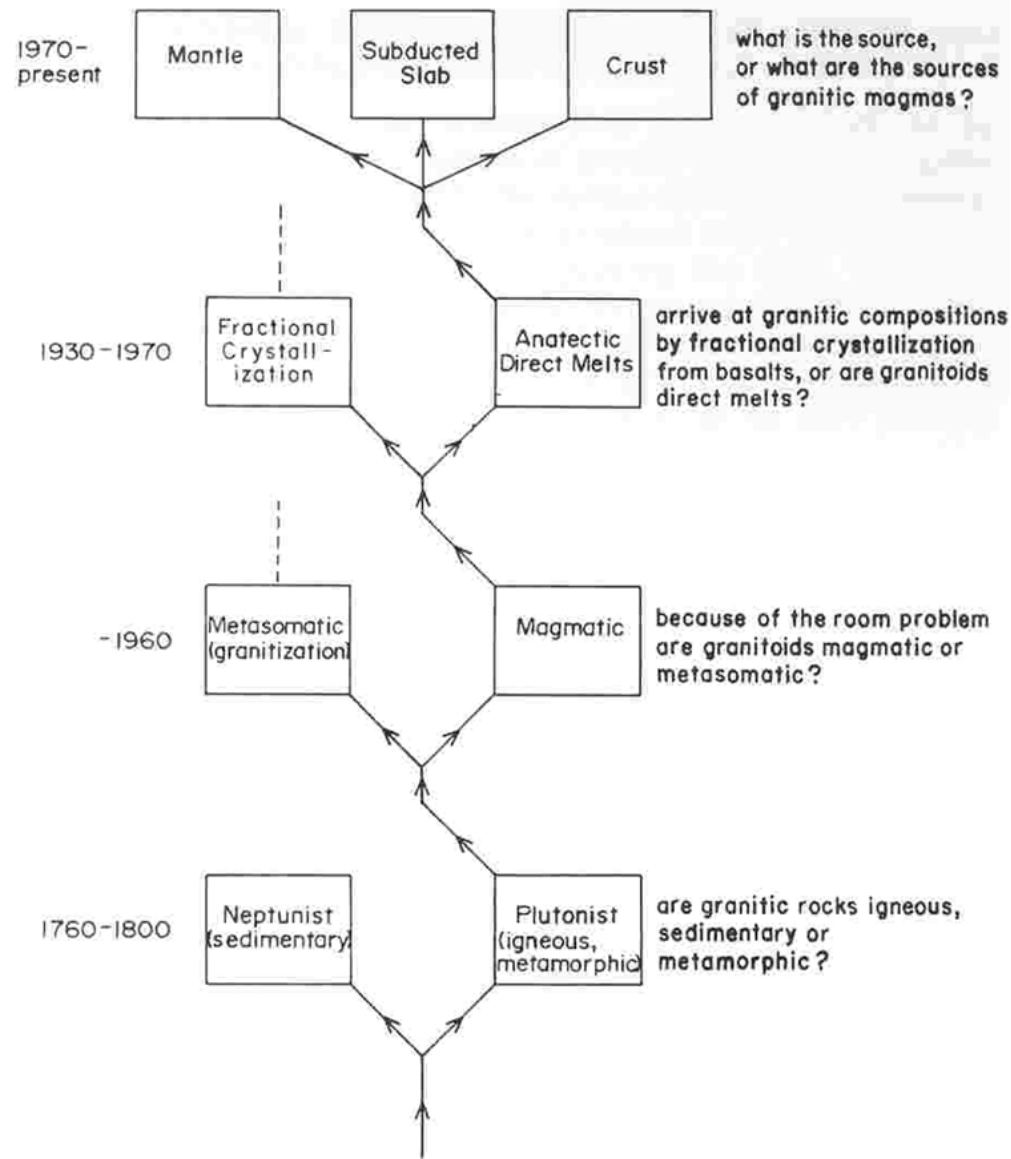 1970-
present
Mantle
Subducted
Slab
Crust
what is the source,
or what are the sources
of granitic magmas?
1930-1970
Fractional
Crystall-
ization
Anatectic
Direct Melts
arrive at granitic compositions
by fractional crystallization
from basalts, or are granitoids
direct melts?
-1960
Metasomatic
(granitization)
Magmatic
because of the room problem
are granitoids magmatic or
metasomatic?
1760-1800
Neptunist
(sedimentary)
Plutonist
(igneous,
metamorphic)
are granitic rocks igneous,
sedimentary or
metamorphic?